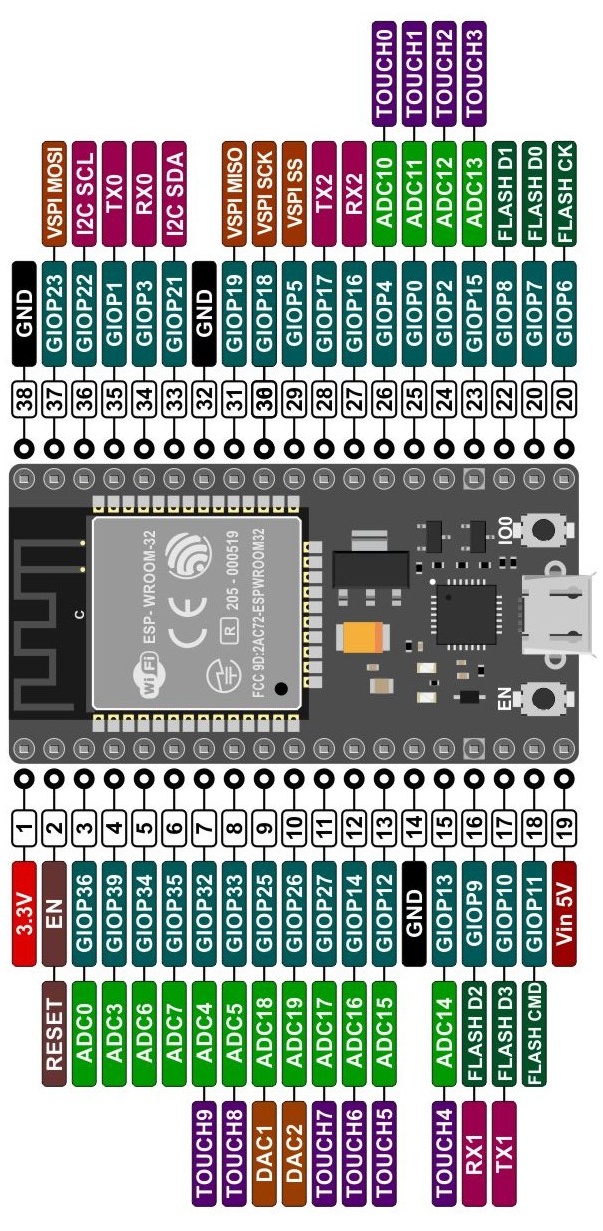 TOUCH0
TOUCH1
TOUCH2
TOUCH3
VSPI MOSI
I2C SCL
TX0
RX0
I2C SDA
VSPI MISO
VSPI SCK
VSPI SS
TX2
RX2
ADC10
ADC11
ADC12
ADC13
FLASH D1
FLASH D0
FLASH CK
GND
GIOP23
GIOP22
GIOP1
GIOP3
GIOP21
GND
GIOP19
GIOP18
GIOP5
GIOP17
GIOP16
GIOP4
GIOP0
GIOP2
GIOP15
GIOP8
GIOP7
GIOP6
38
37
36
35
34
33
32
31
30
29
28
27
26
25
24
23
22
20
20
C
Wi Fi
ESP- WROOM-32
CE
R
205 - 000519
FCC 9D:2AC72-ESPWROOM32
IO0
EN
1
2
3
4
5
6
7
8
9
10
11
12
13
14
15
16
17
18
19
3.3V
EN
GIOP36
GIOP39
GIOP34
GIOP35
GIOP32
GIOP33
GIOP25
GIOP26
GIOP27
GIOP14
GIOP12
GND
GIOP13
GIOP9
GIOP10
GIOP11
Vin 5V
RESET
ADC0
ADC3
ADC6
ADC7
ADC4
ADC5
ADC18
ADC19
ADC17
ADC16
ADC15
ADC14
FLASH D2
FLASH D3
FLASH CMD
TOUCH9
TOUCH8
DAC1
DAC2
TOUCH7
TOUCH6
TOUCH5
TOUCH4
RX1
TX1